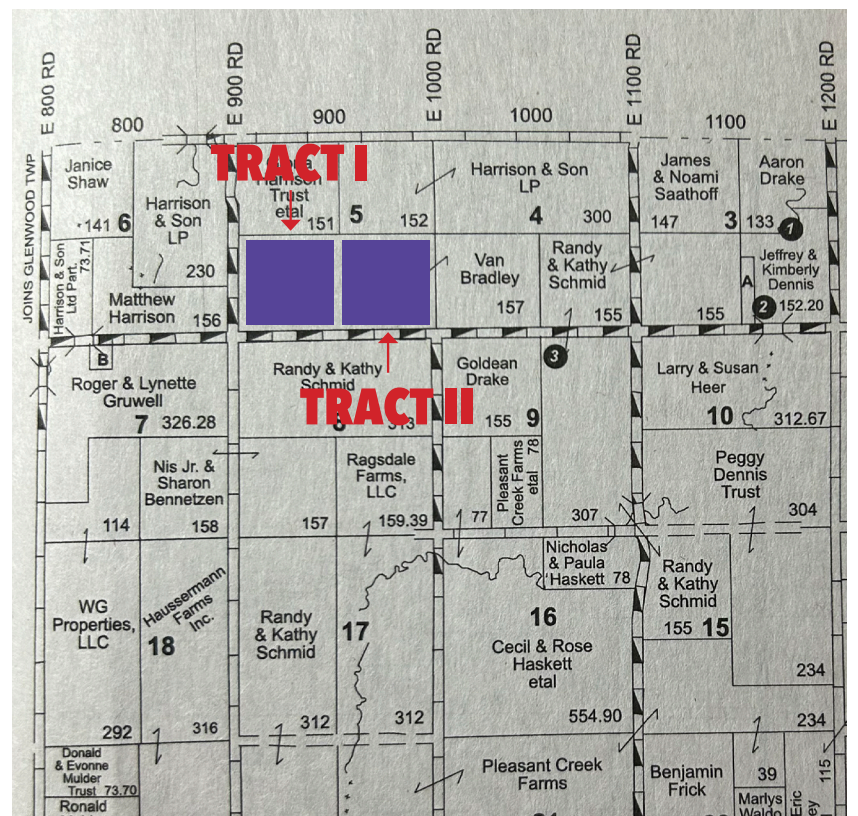 E 800 RD
E 900 RD
E 1000 RD
E 1100 RD
E 1200 RD
800
900
1000
1100
JOINS GLENWOOD TWP
Janice
Shaw
141
6
Harrison
& Son
LP
230
Harrison & Son
Ltd Part.
73.71
Matthew
Harrison
156
TRACT I
Harrison
Trust
etal
151
5
152
Harrison & Son
LP
4
300
James
& Noami
Saathoff
147
3
Aaron
Drake
133
1
Van
Bradley
157
Randy
& Kathy
Schmid
155
155
A
Jeffrey &
Kimberly
Dennis
2
152.20
B
Roger & Lynette
Gruwell
7
326.28
Randy & Kathy
Schmid
TRACT II
8
313
Goldean
Drake
155
9
3
Larry & Susan
Heer
10
312.67
Nis Jr. &
Sharon
Bennetzen
114
158
157
Ragsdale
Farms,
LLC
159.39
77
Pleasant
Creek Farms
etal
78
307
Peggy
Dennis
Trust
304
WG
Properties,
LLC
292
Haussermann
Farms
Inc.
18
316
Randy
& Kathy
Schmid
312
17
312
Nicholas
& Paula
Haskett
78
16
Cecil & Rose
Haskett
etal
554.90
Randy
& Kathy
Schmid
155
15
234
234
Donald
& Evonne
Mulder
Trust
73.70
Ronald
Pleasant Creek
Farms
21
Benjamin
Frick
39
Marlys
Waldo
Eric
115